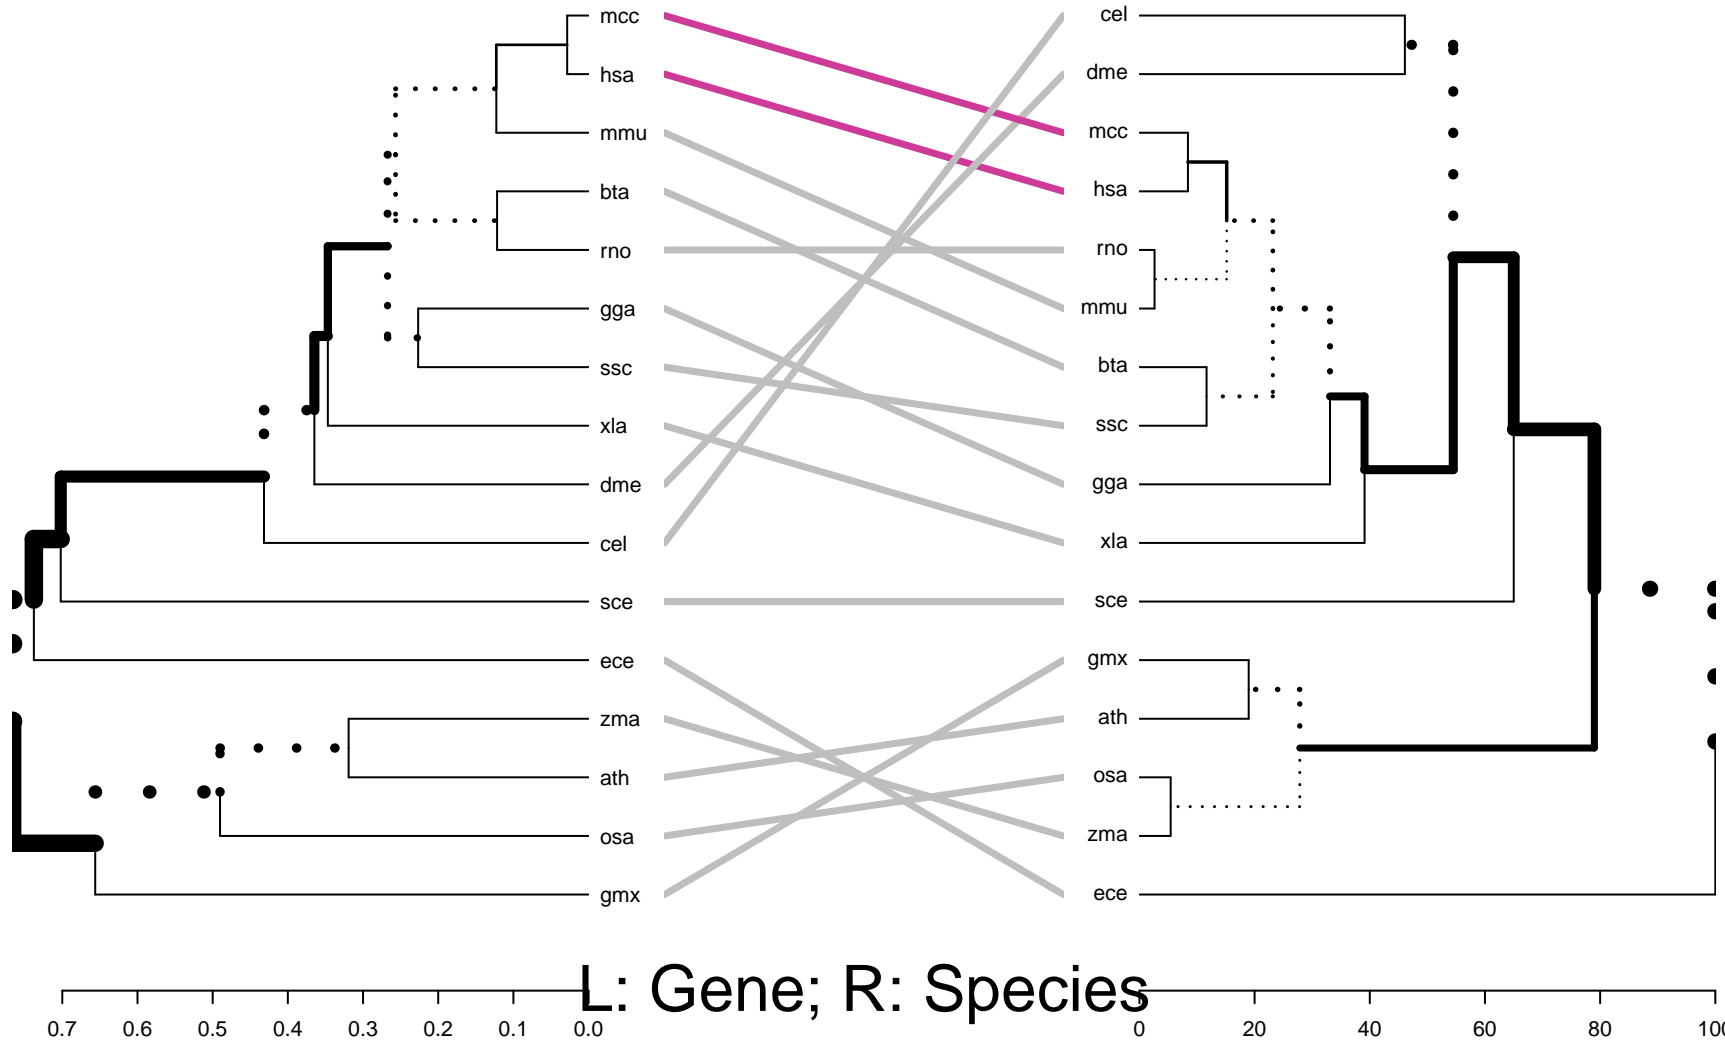 mcc
hsa
mmu
bta
rno
gga
ssc
xla
dme
cel
sce
ece
zma
ath
osa
gmx
cel
dme
mcc
hsa
rno
mmu
bta
ssc
gga
xla
sce
gmx
ath
osa
zma
ece
L: Gene; R: Species
0.7 0.6 0.5 0.4 0.3 0.2 0.1 0.0
0 20 40 60 80 100